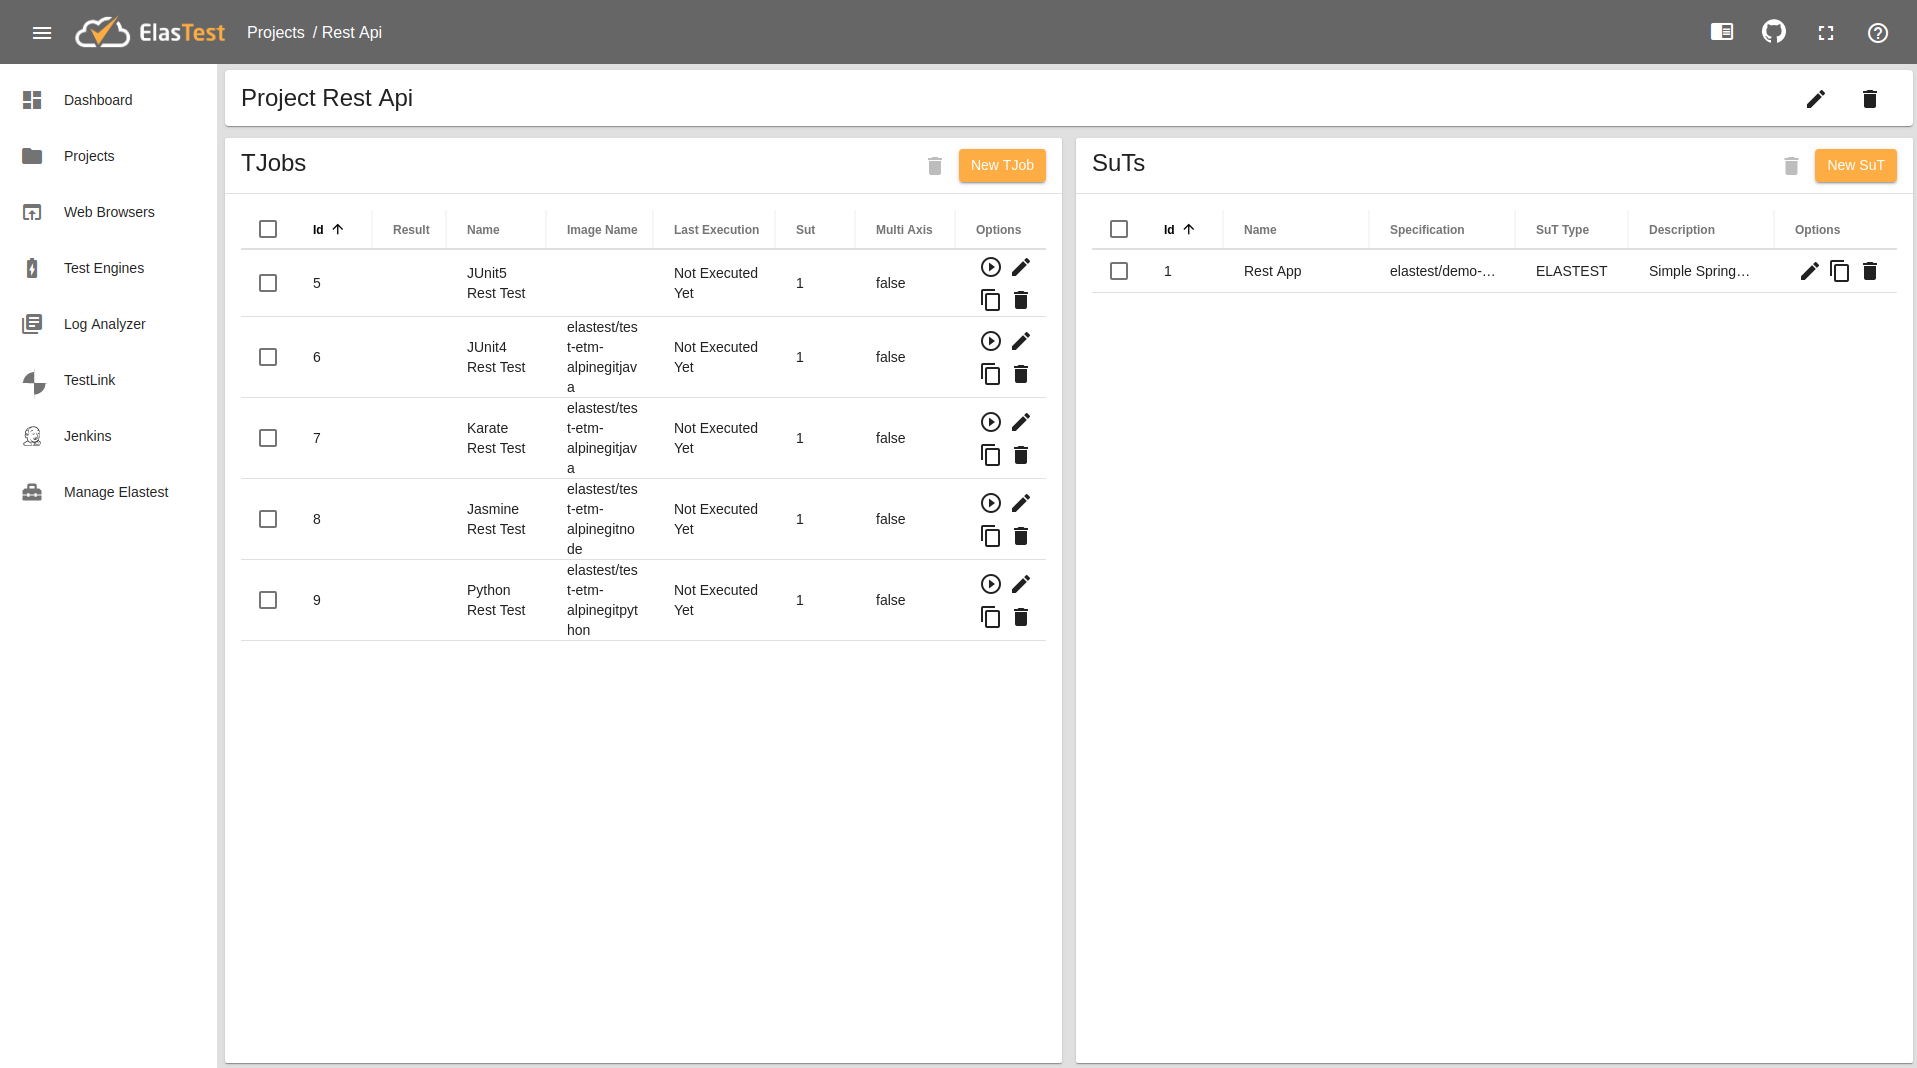 ElasTest
Projects / Rest Api
Dashboard
Projects
Web Browsers
Test Engines
Log Analyzer
TestLink
Jenkins
Manage Elastest
Project Rest Api
TJobs
New TJob
Id Result Name Image Name Last Execution Sut Multi Axis Options
5 JUnit5 Rest Test Not Executed Yet 1 false
6 JUnit4 Rest Test elastest/test-etm-alpinegitjava Not Executed Yet 1 false
7 Karate Rest Test elastest/test-etm-alpinegitjava Not Executed Yet 1 false
8 Jasmine Rest Test elastest/test-etm-alpinegitnode Not Executed Yet 1 false
9 Python Rest Test elastest/test-etm-alpinegitpython Not Executed Yet 1 false
SuTs
New SuT
Id Name Specification SuT Type Description Options
1 Rest App elastest/demo-… ELASTEST Simple Spring…